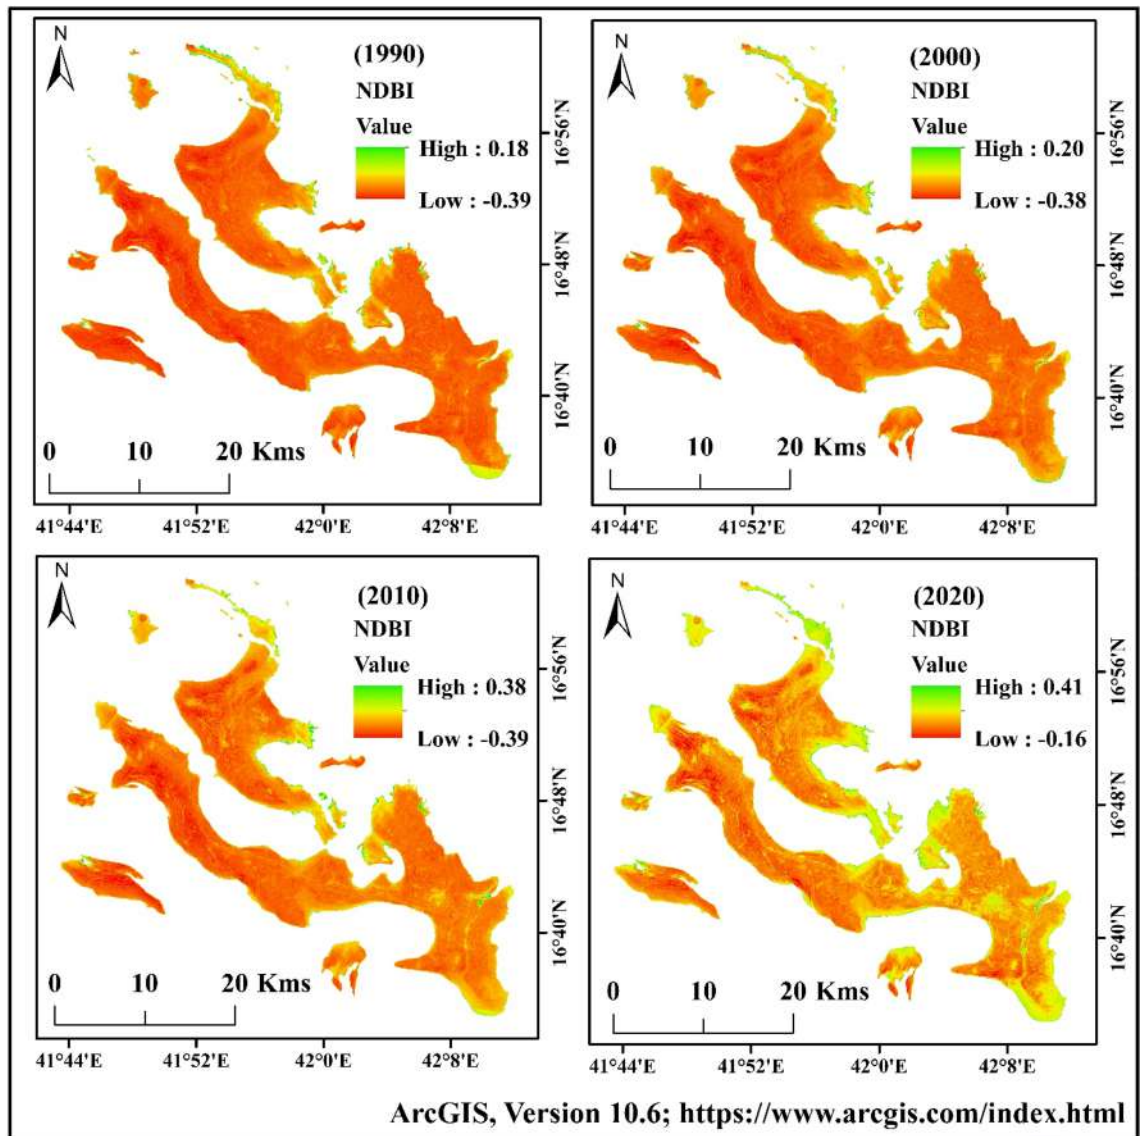 N
(1990)
NDBI
Value
High : 0.18
Low : -0.39
16°56'N
16°48'N
16°40'N
0 10 20 Kms
41°44'E 41°52'E 42°0'E 42°8'E
N
(2000)
NDBI
Value
High : 0.20
Low : -0.38
16°56'N
16°48'N
16°40'N
0 10 20 Kms
41°44'E 41°52'E 42°0'E 42°8'E
N
(2010)
NDBI
Value
High : 0.38
Low : -0.39
16°56'N
16°48'N
16°40'N
0 10 20 Kms
41°44'E 41°52'E 42°0'E 42°8'E
N
(2020)
NDBI
Value
High : 0.41
Low : -0.16
16°56'N
16°48'N
16°40'N
0 10 20 Kms
41°44'E 41°52'E 42°0'E 42°8'E
ArcGIS, Version 10.6; https://www.arcgis.com/index.html